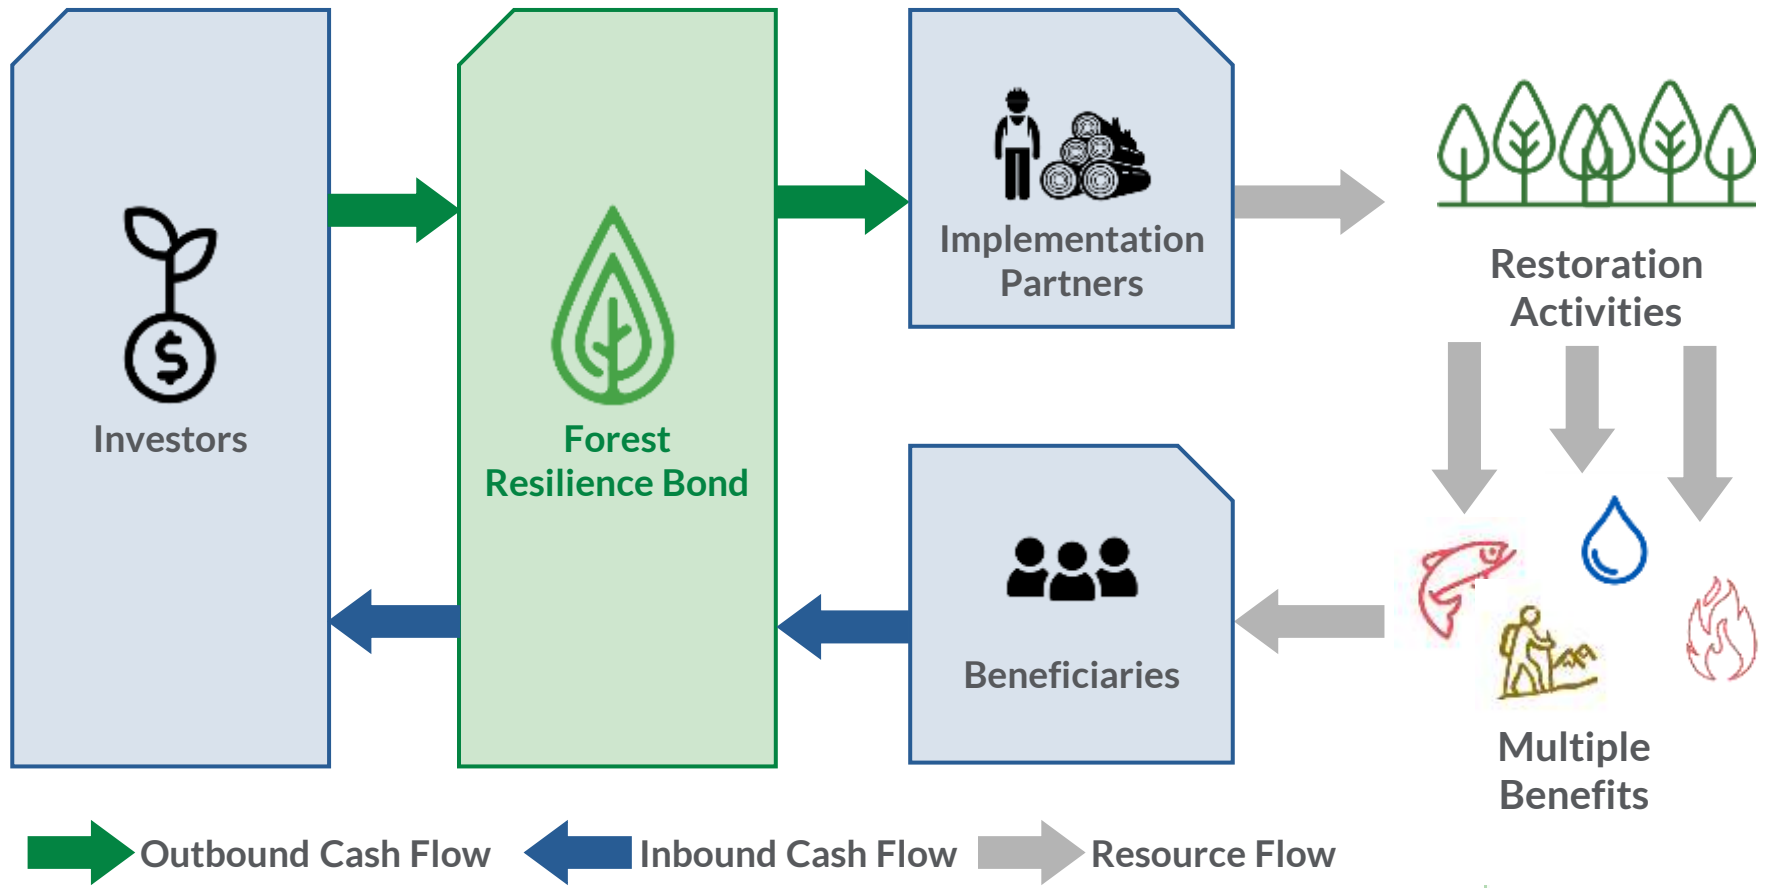 Investors
Forest
Resilience Bond
Implementation
Partners
Restoration
Activities
Beneficiaries
Multiple
Benefits
Outbound Cash Flow
Inbound Cash Flow
Resource Flow